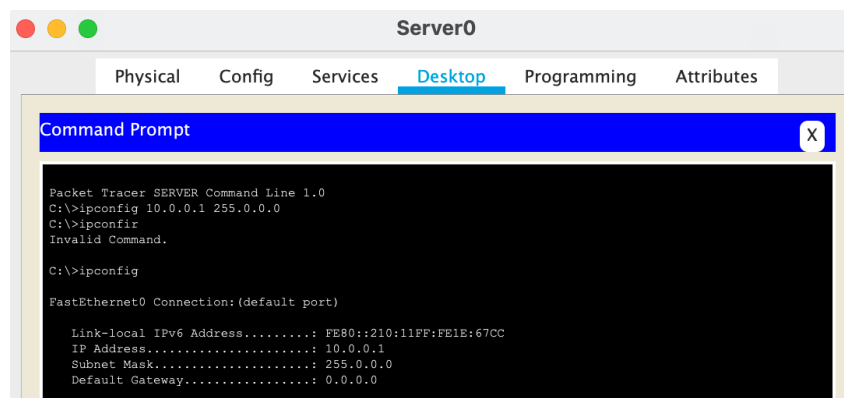 Server0
Physical Config Services Desktop Programming Attributes
Command Prompt
X
Packet Tracer SERVER Command Line 1.0
C:\>ipconfig 10.0.0.1 255.0.0.0
C:\>ipconfir
Invalid Command.
C:\>ipconfig
FastEthernet0 Connection:(default port)
Link-local IPv6 Address.........: FE80::210:11FF:FE1E:67CC
IP Address......................: 10.0.0.1
Subnet Mask.....................: 255.0.0.0
Default Gateway.................: 0.0.0.0